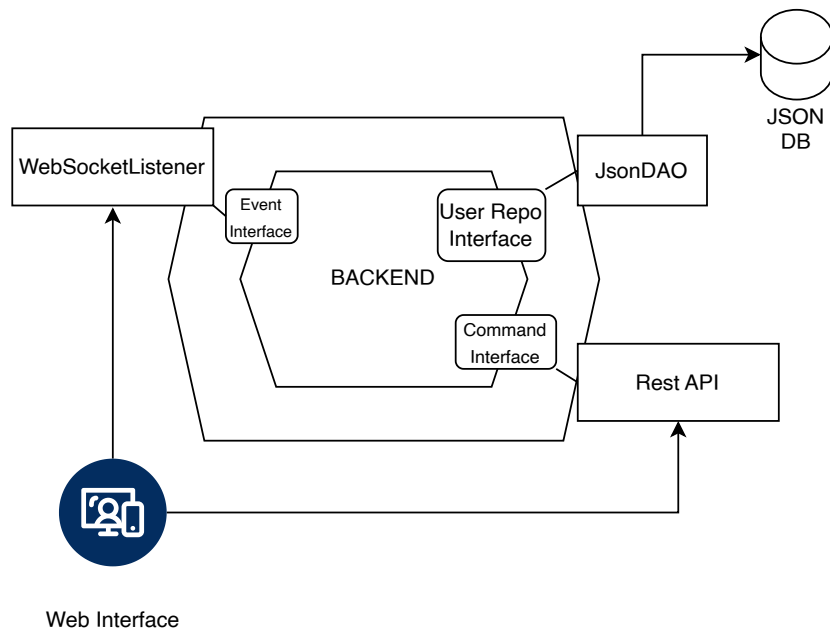 JSON
DB
WebSocketListener
JsonDAO
Event
Interface
User Repo
Interface
BACKEND
Command
Interface
Rest API
Web Interface